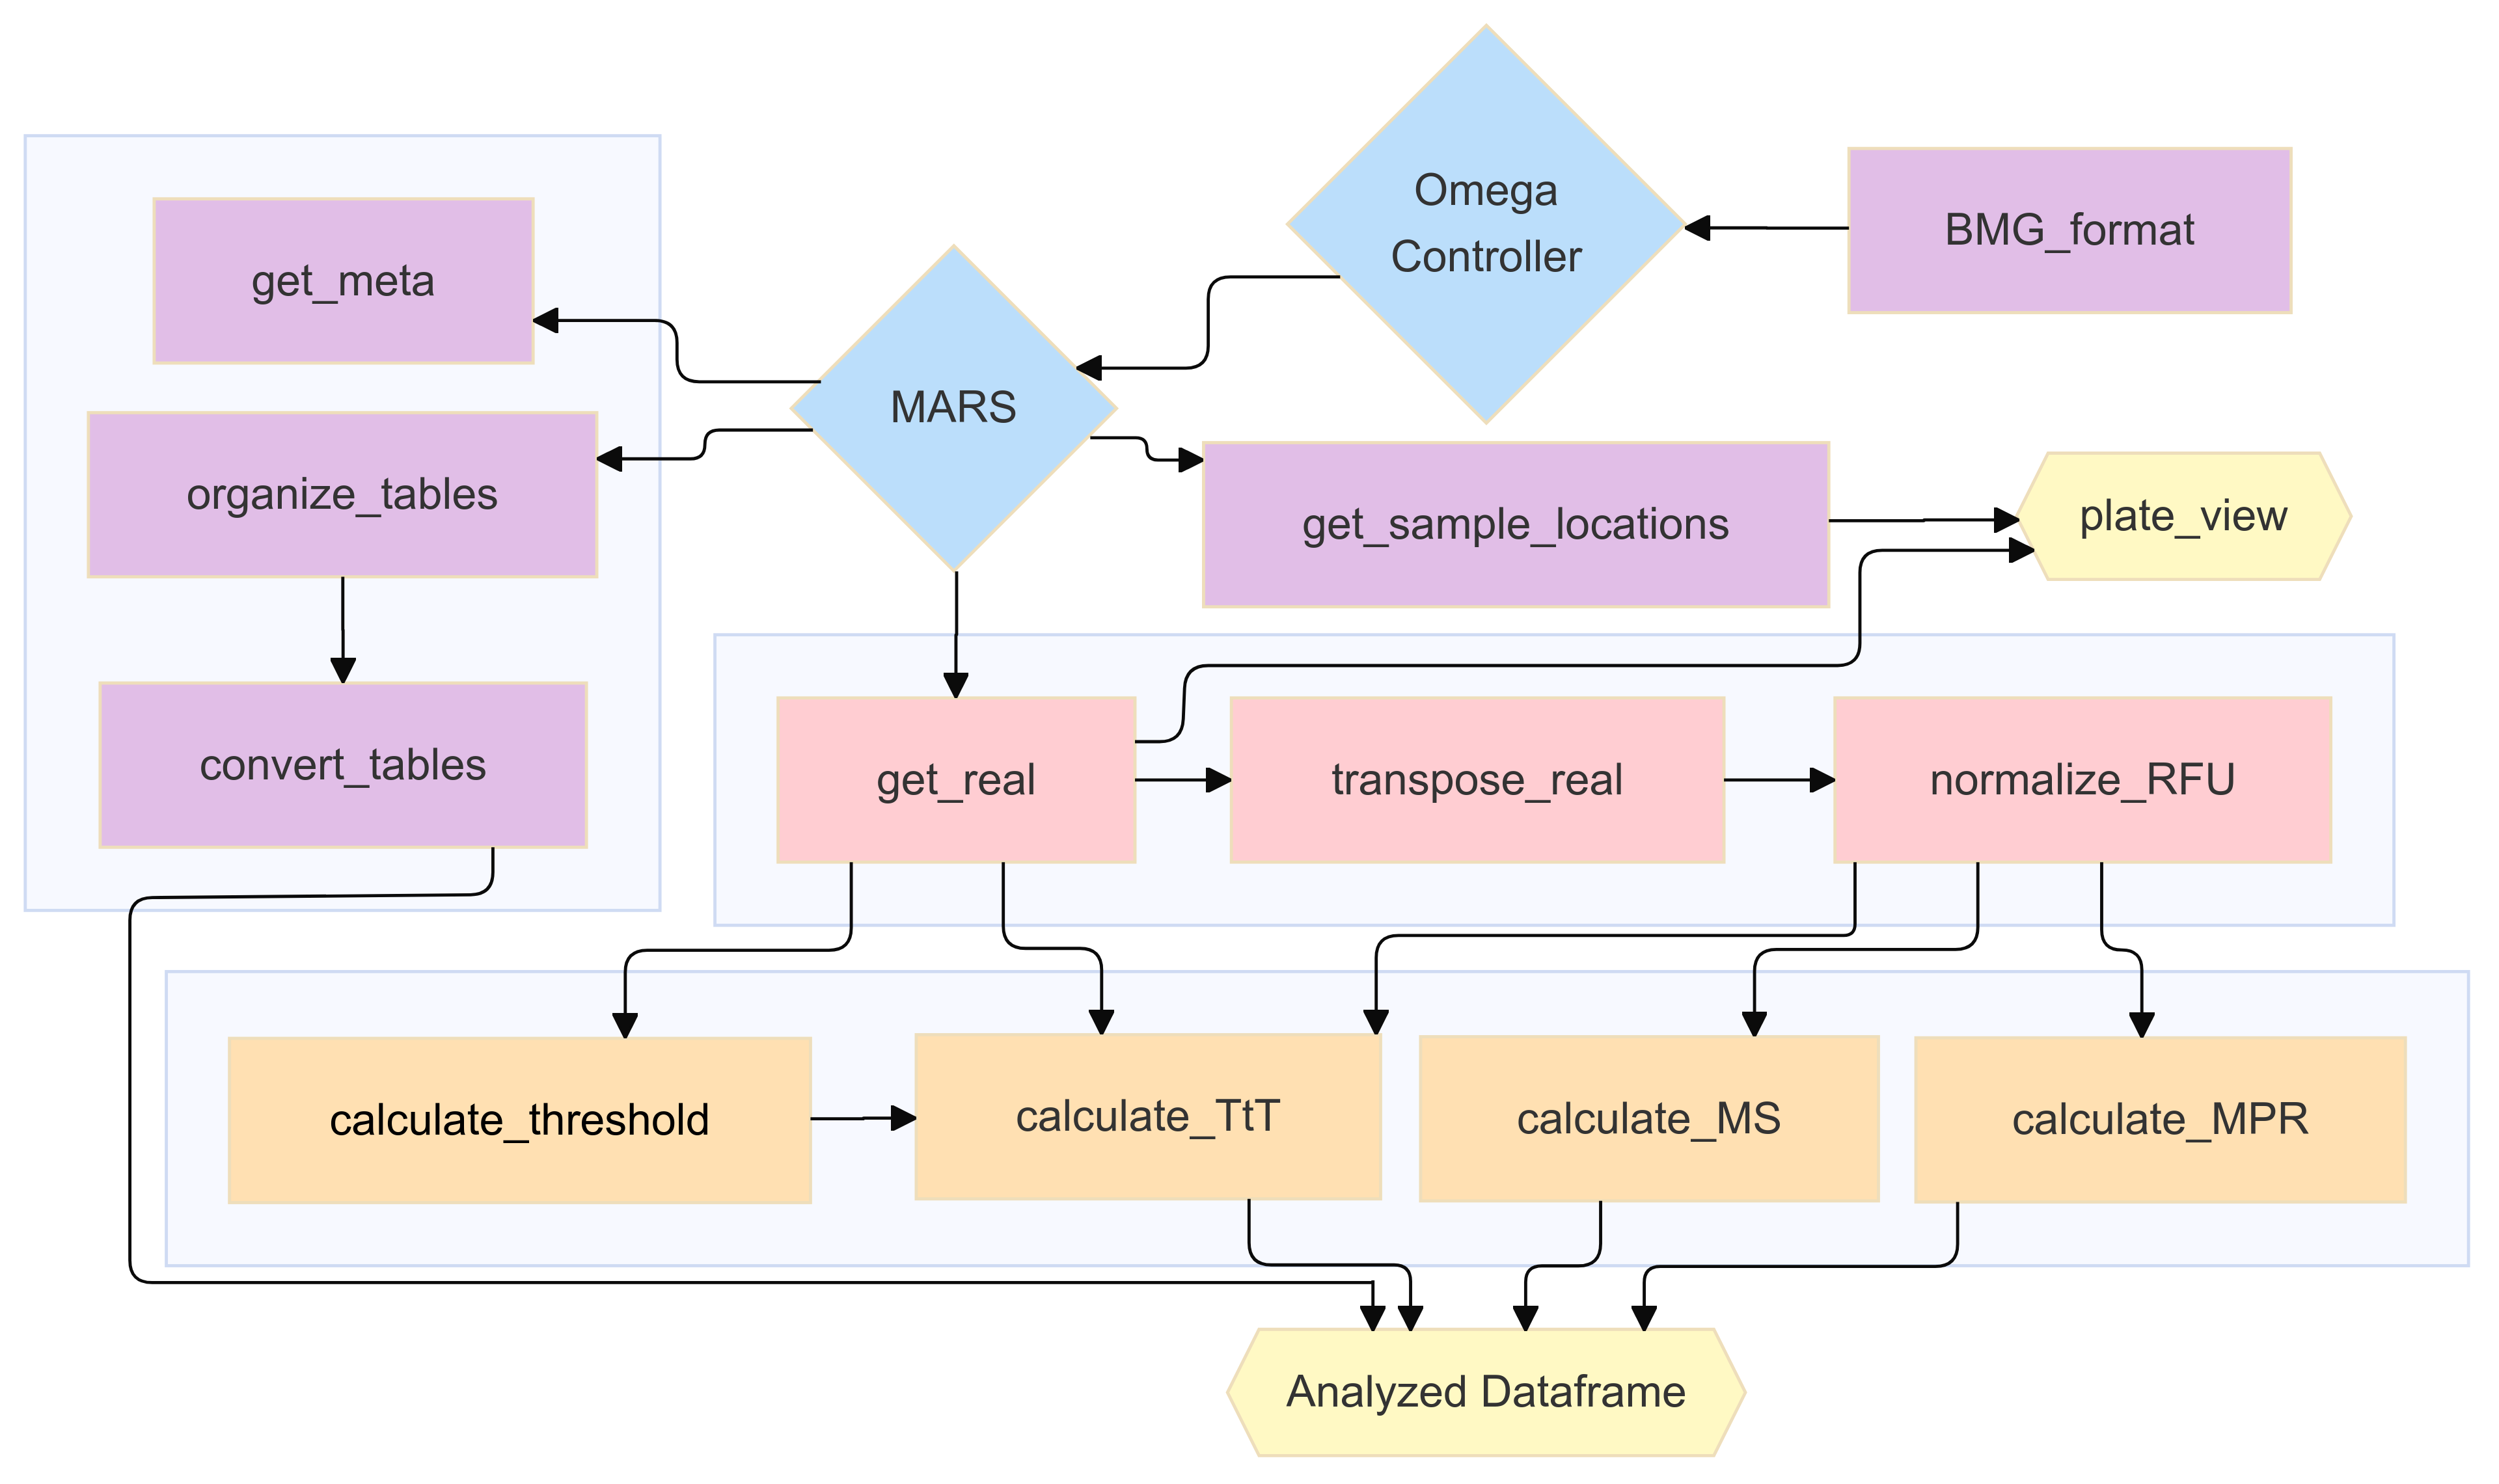 Omega
Controller
BMG_format
get_meta
MARS
organize_tables
get_sample_locations
plate_view
convert_tables
get_real
transpose_real
normalize_RFU
calculate_threshold
calculate_TtT
calculate_MS
calculate_MPR
Analyzed Dataframe